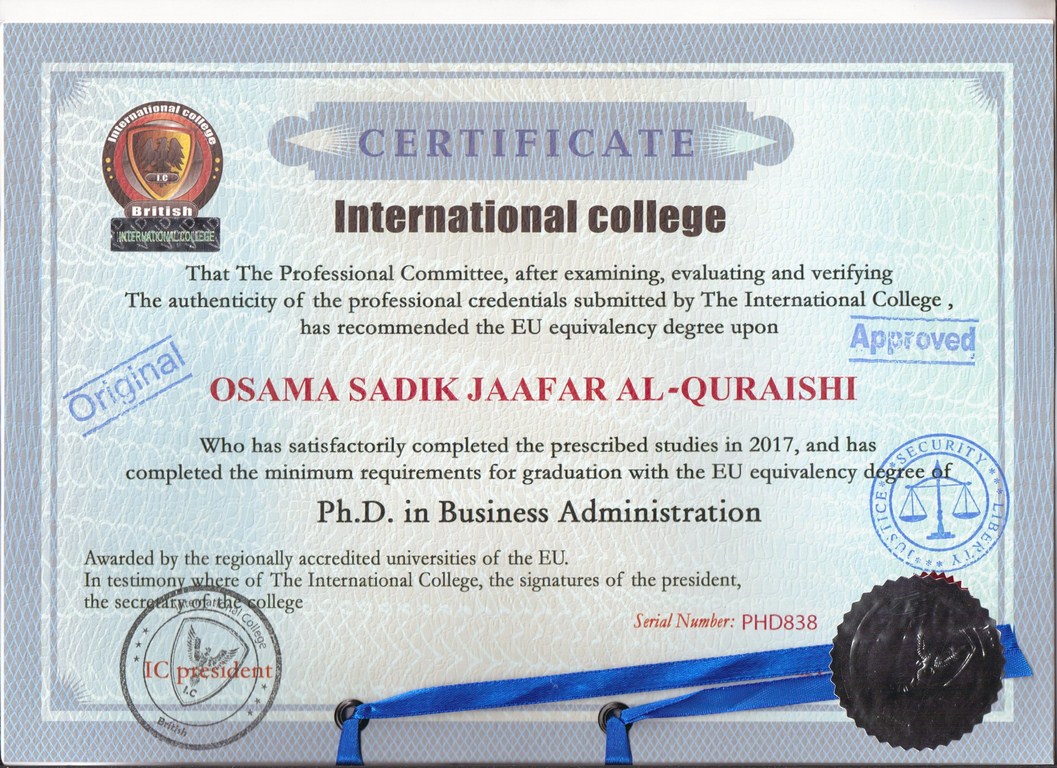 International college
I.C
British
INTERNATIONAL COLLEGE
CERTIFICATE
International college
That The Professional Committee, after examining, evaluating and verifying
The authenticity of the professional credentials submitted by The International College ,
has recommended the EU equivalency degree upon
Approved
Original
OSAMA SADIK JAAFAR AL-QURAISHI
Who has satisfactorily completed the prescribed studies in 2017, and has
completed the minimum requirements for graduation with the EU equivalency degree of
SECURITY
LIBERTY
JUSTICE
Ph.D. in Business Administration
Awarded by the regionally accredited universities of the EU.
In testimony where of The International College, the signatures of the president,
the secretary of the college
Serial Number: PHD838
International College
IC president
I.C
British